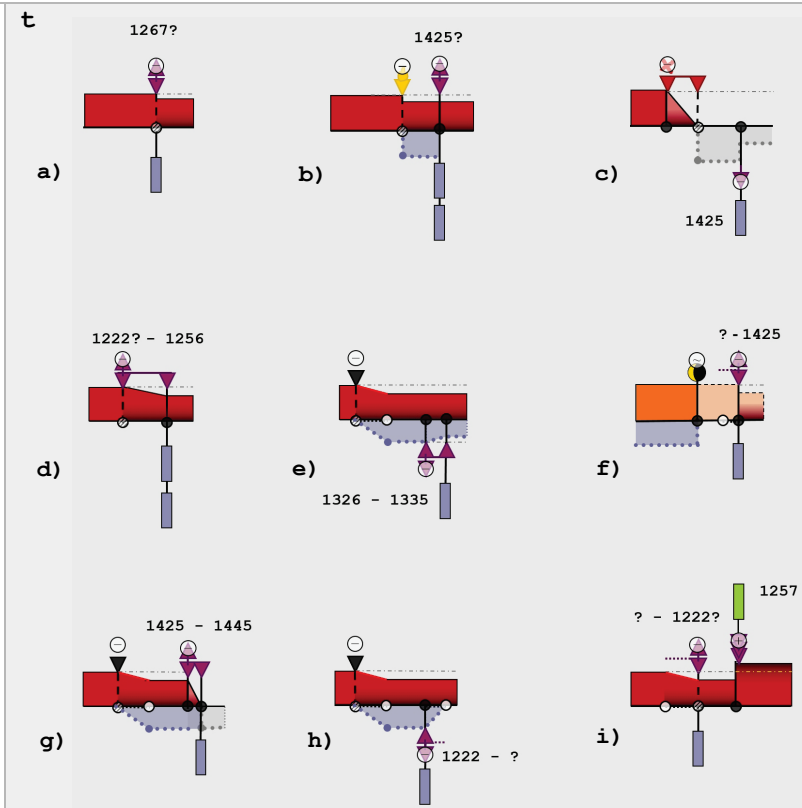 t
1267?
1425?
a)
b)
c)
1425
1222? - 1256
? - 1425
d)
e)
f)
1326 - 1335
1425 - 1445
? - 1222?
1257
g)
h)
i)
1222 - ?